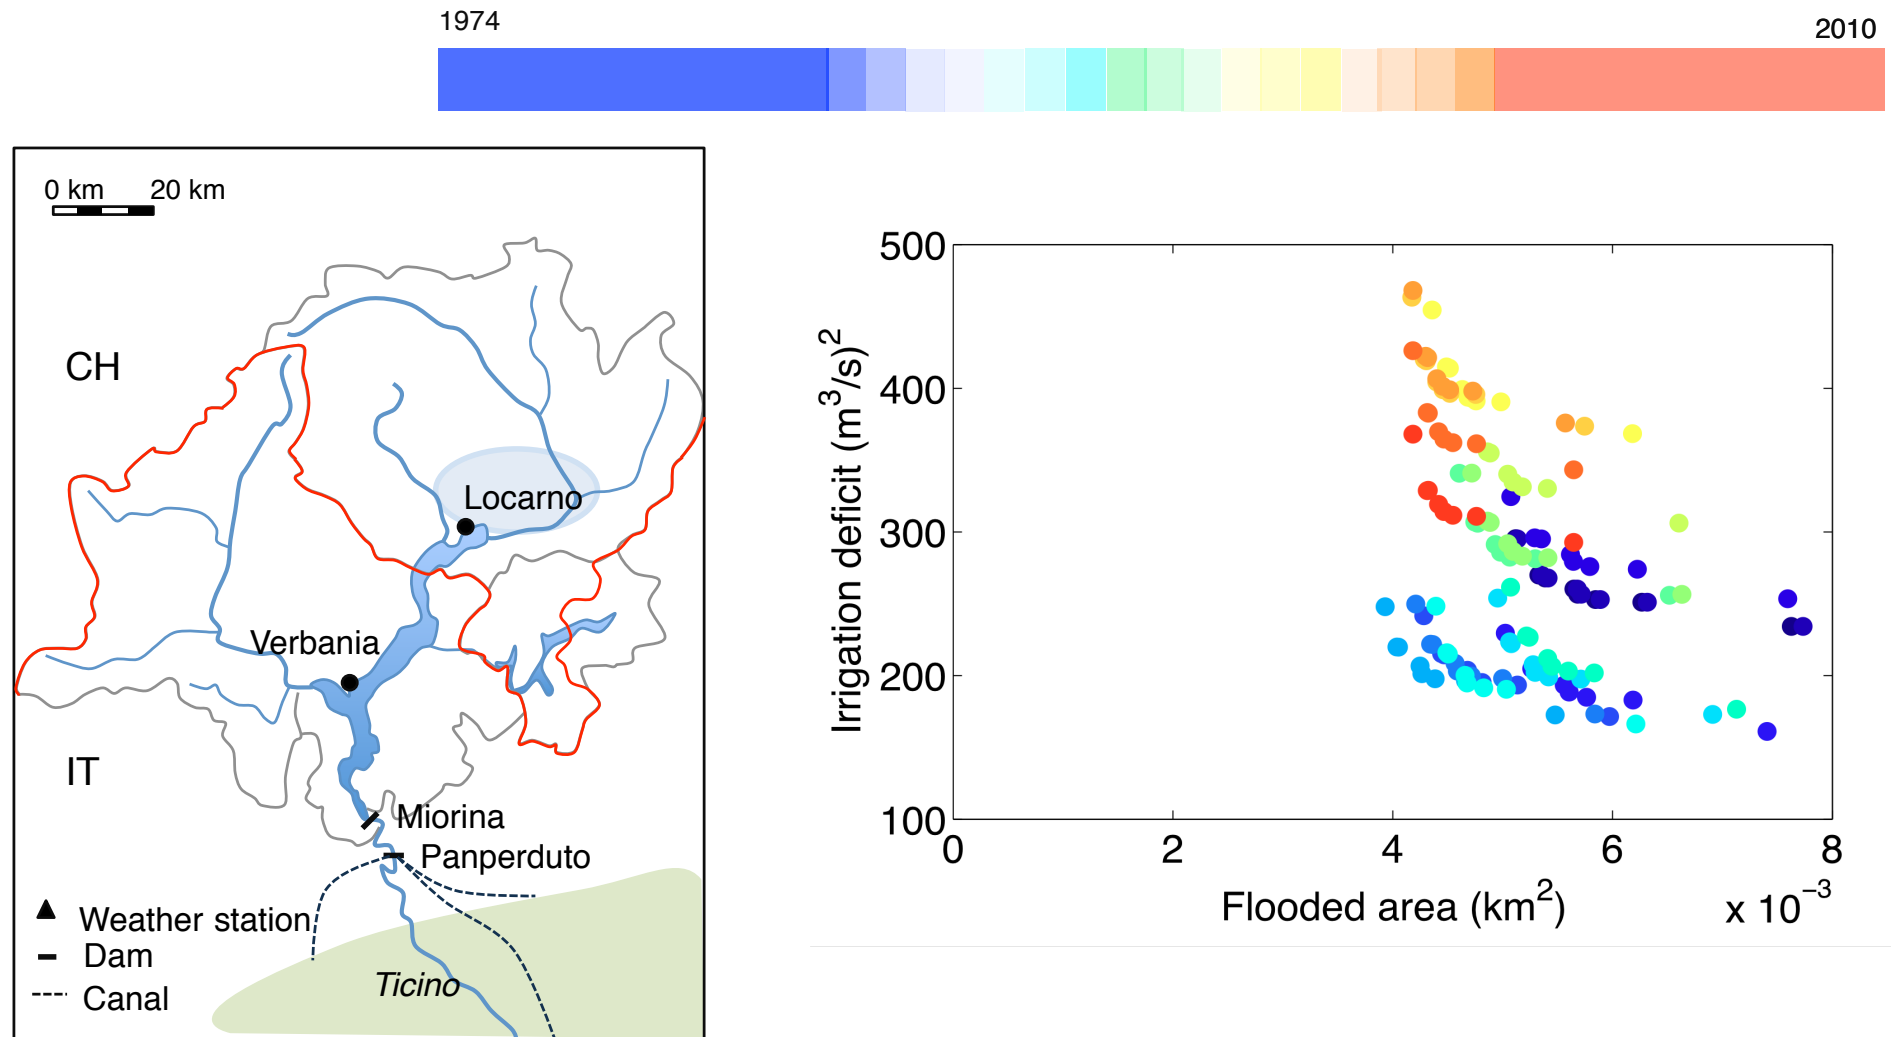 1974
2010
0 km 20 km
CH
Locarno
Verbania
IT
Miorina
Panperduto
Weather station
Dam
Canal
Ticino
500
400
300
200
100
0 2 4 6 8
Irrigation deficit (m³/s)²
Flooded area (km²)
x 10⁻³